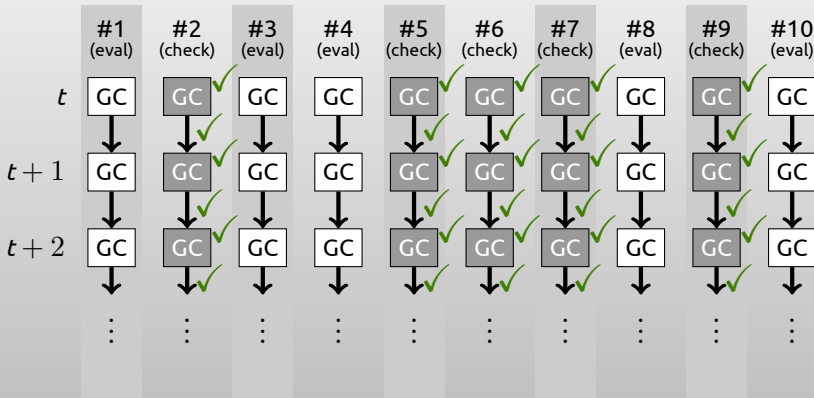 #1 #2 #3 #4 #5 #6 #7 #8 #9 #10
(eval) (check) (eval) (eval) (check) (check) (check) (eval) (check) (eval)
t GC GC GC GC GC GC GC GC GC GC
t + 1 GC GC GC GC GC GC GC GC GC GC
t + 2 GC GC GC GC GC GC GC GC GC GC